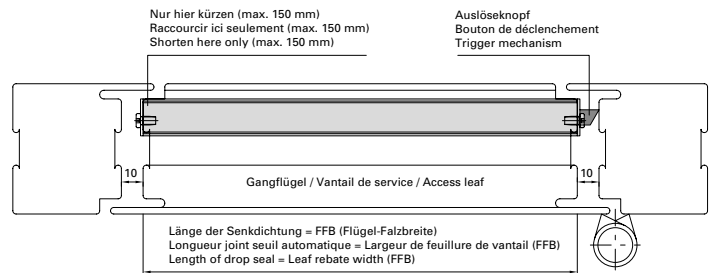 Nur hier kürzen (max. 150 mm)
Raccourcir ici seulement (max. 150 mm)
Shorten here only (max. 150 mm)
Auslöseknopf
Bouton de déclenchement
Trigger mechanism
10
Gangflügel / Vantail de service / Access leaf
10
Länge der Senkdichtung = FFB (Flügel-Falzbreite)
Longueur joint seuil automatique = Largeur de feuillure de vantail (FFB)
Length of drop seal = Leaf rebate width (FFB)